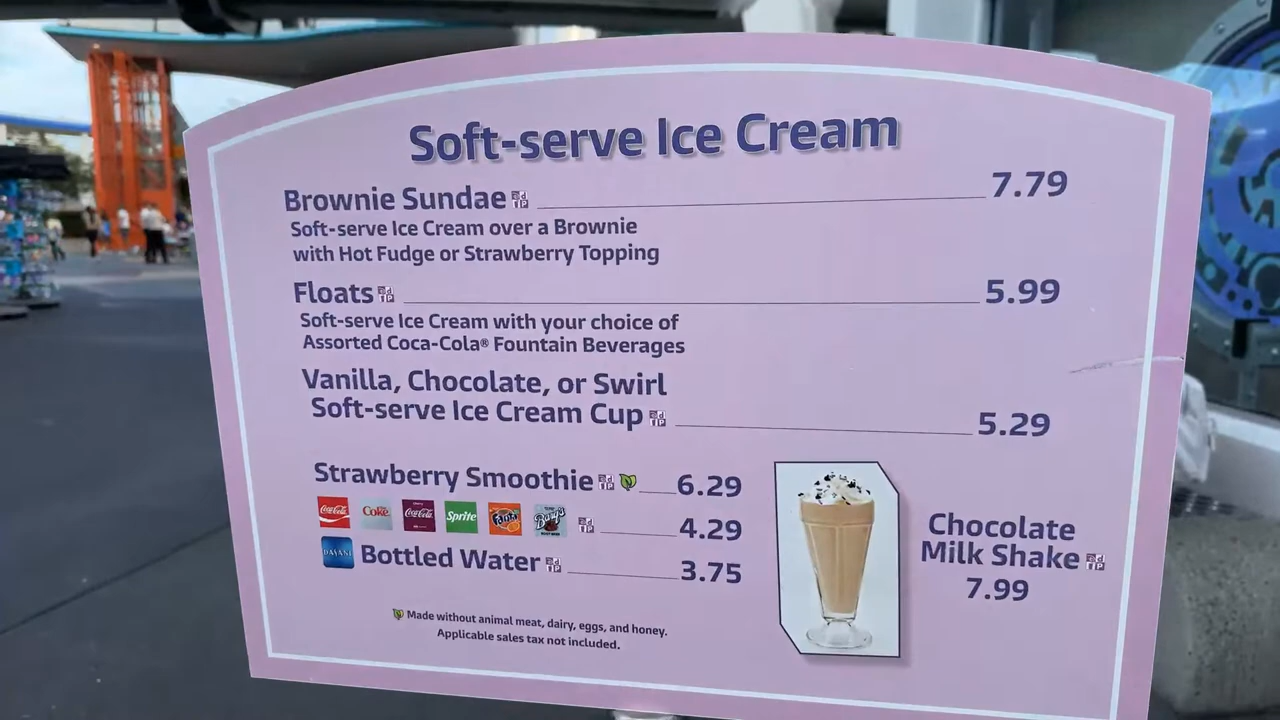 Soft-serve Ice Cream
Brownie Sundae 7.79
Soft-serve Ice Cream over a Brownie
with Hot Fudge or Strawberry Topping
Floats 5.99
Soft-serve Ice Cream with your choice of
Assorted Coca-Cola® Fountain Beverages
Vanilla, Chocolate, or Swirl
Soft-serve Ice Cream Cup 5.29
Strawberry Smoothie 6.29
Coca-Cola Coke Coca-Cola Sprite Fanta Barq's 4.29
DASANI Bottled Water 3.75
Chocolate
Milk Shake
7.99
Made without animal meat, dairy, eggs, and honey.
Applicable sales tax not included.